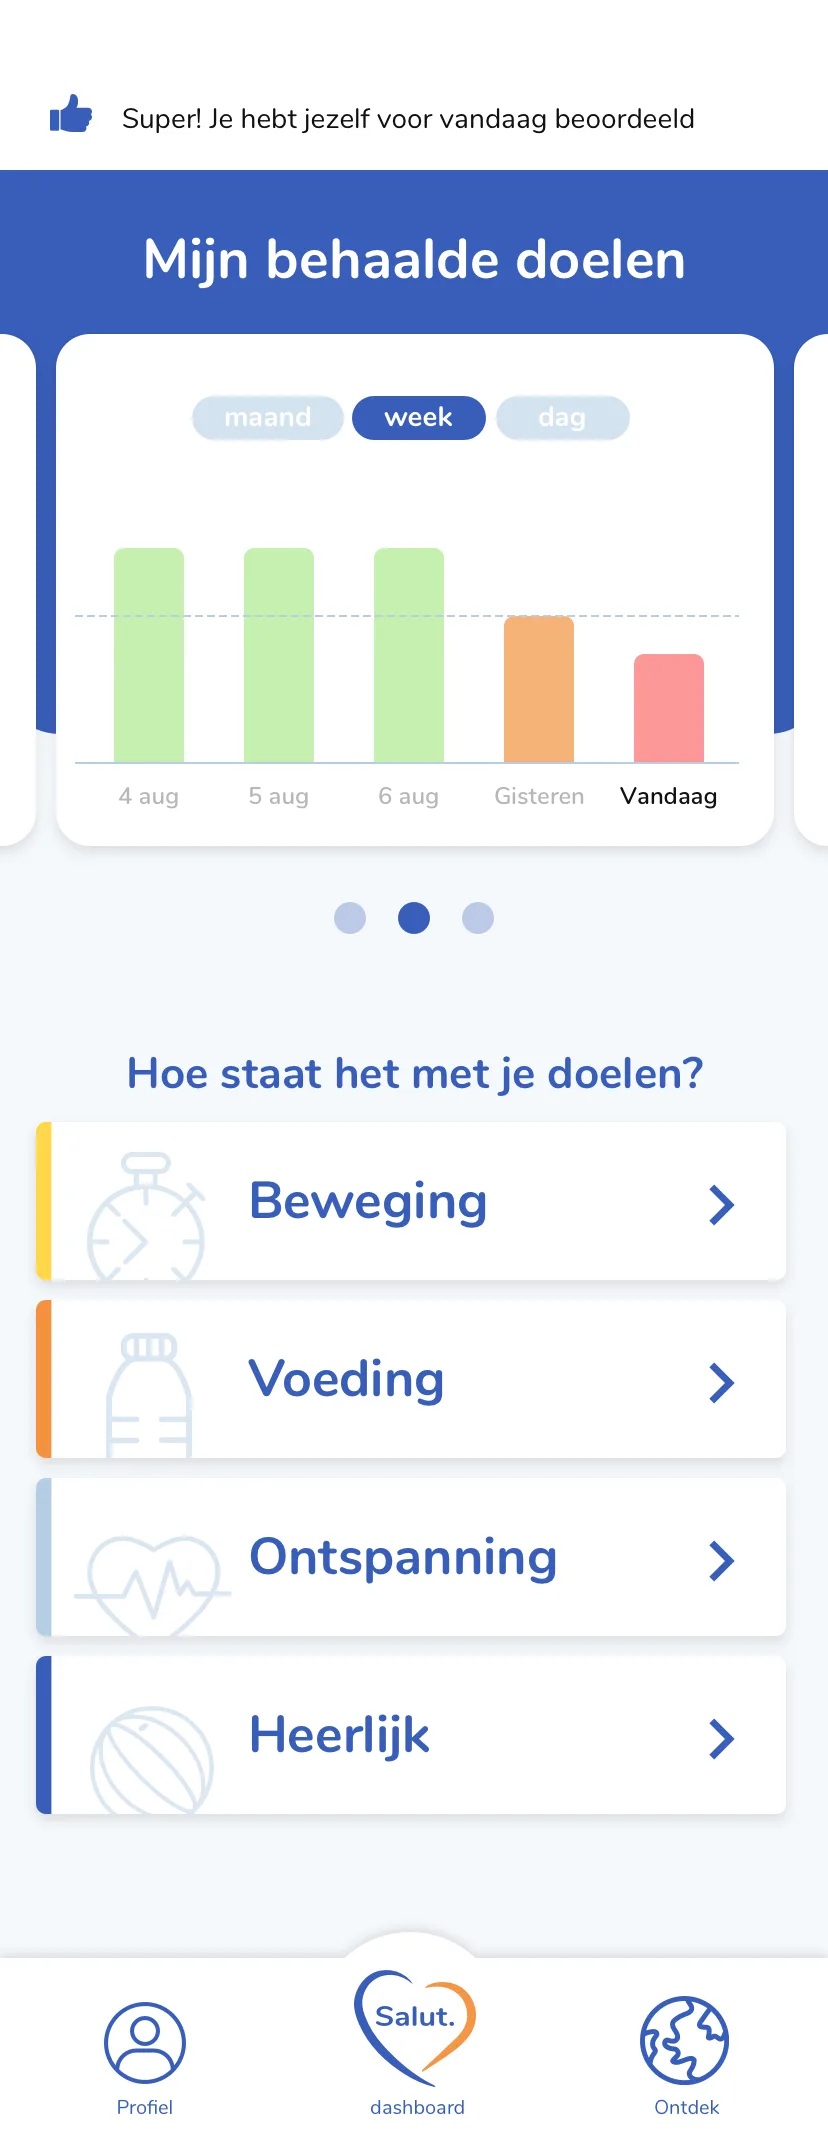 Super! Je hebt jezelf voor vandaag beoordeeld
Mijn behaalde doelen
maand week dag
4 aug 5 aug 6 aug Gisteren Vandaag
Hoe staat het met je doelen?
Beweging
Voeding
Ontspanning
Heerlijk
Salut.
Profiel dashboard Ontdek